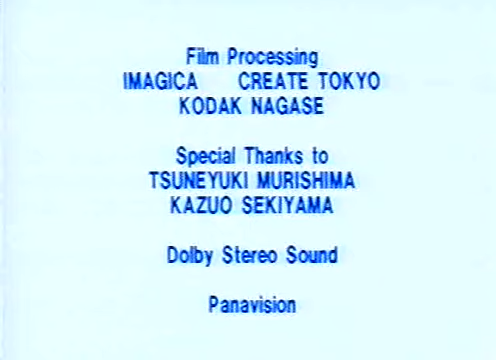 Film Processing
IMAGICA CREATE TOKYO
KODAK NAGASE
Special Thanks to
TSUNEYUKI MURISHIMA
KAZUO SEKIYAMA
Dolby Stereo Sound
Panavision